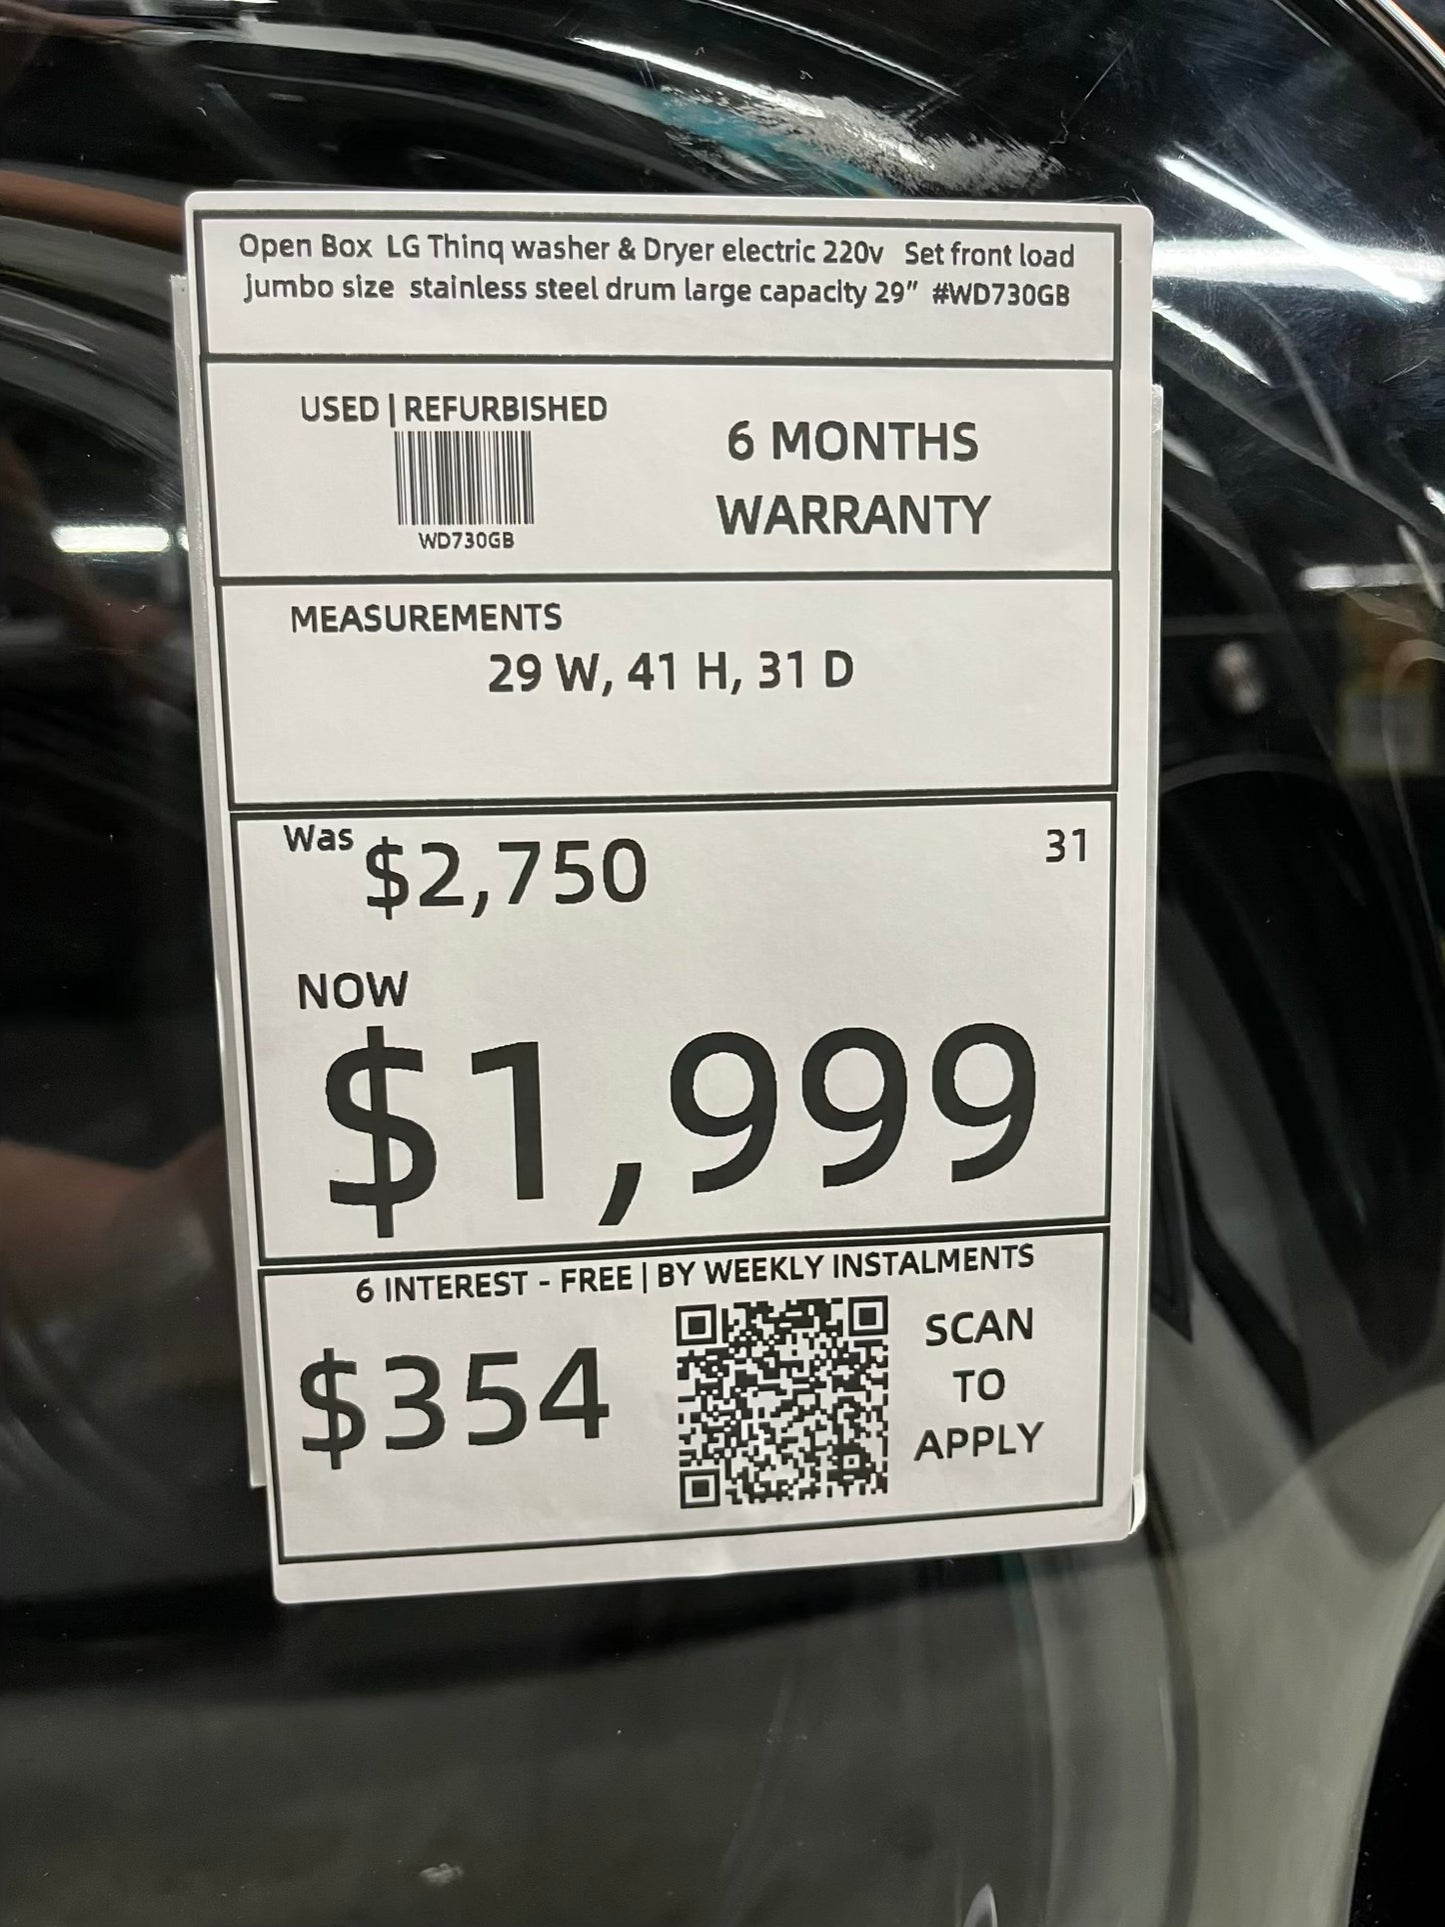 Open Box LG Thinq washer & Dryer electric 220v Set front load
jumbo size stainless steel drum large capacity 29” #WD730GB
USED | REFURBISHED
WD730GB
6 MONTHS
WARRANTY
MEASUREMENTS
29 W, 41 H, 31 D
Was $2,750
31
NOW
$1,999
6 INTEREST - FREE | BY WEEKLY INSTALMENTS
$354
SCAN
TO
APPLY